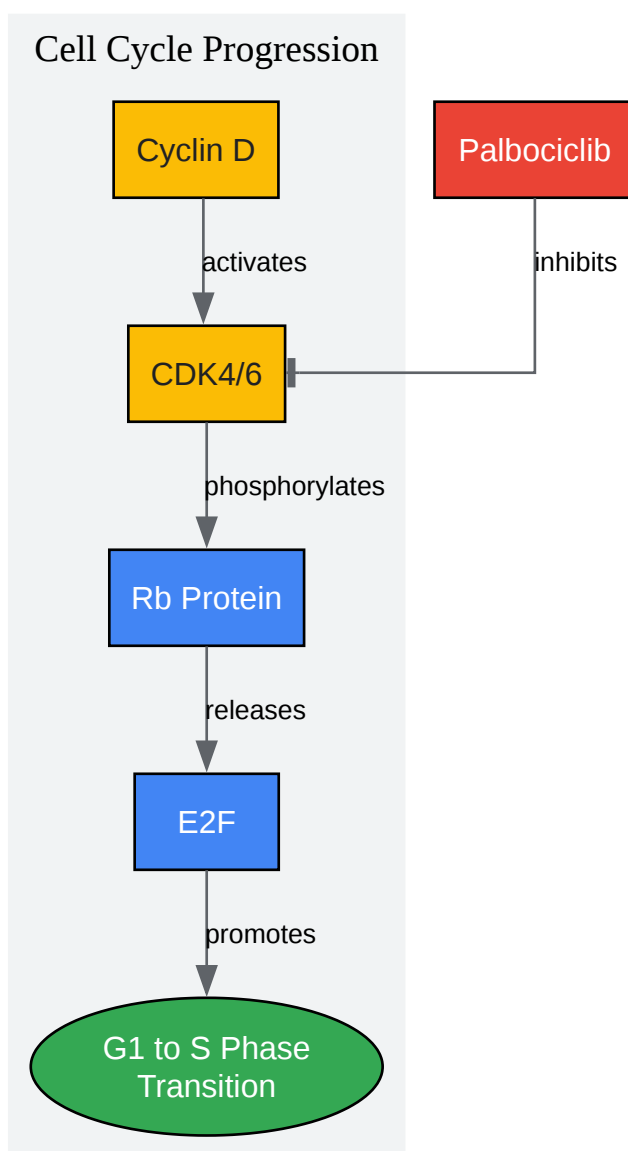 Cell Cycle Progression
Cyclin D
Palbociclib
activates
inhibits
CDK4/6
phosphorylates
Rb Protein
releases
E2F
promotes
G1 to S Phase
Transition